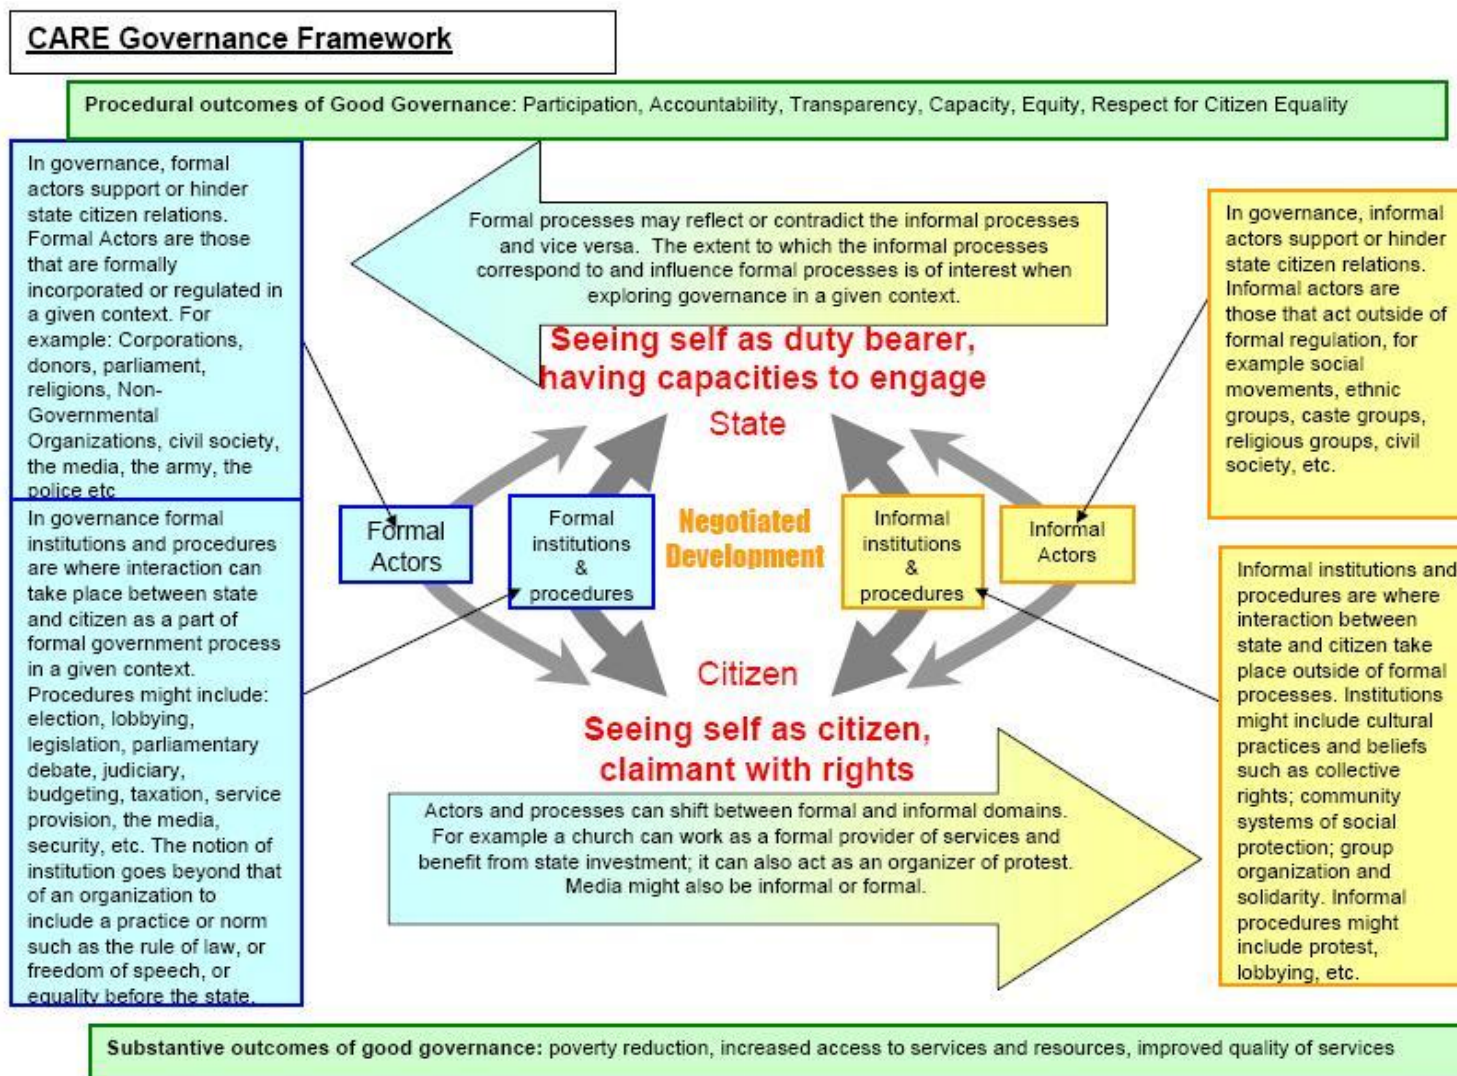 CARE Governance Framework
Procedural outcomes of Good Governance: Participation, Accountability, Transparency, Capacity, Equity, Respect for Citizen Equality
In governance, formal
actors support or hinder
state citizen relations.
Formal Actors are those
that are formally
incorporated or regulated in
a given context. For
example: Corporations,
donors, parliament,
religions, Non-
Governmental
Organizations, civil society,
the media, the army, the
police etc
In governance formal
institutions and procedures
are where interaction can
take place between state
and citizen as a part of
formal government process
in a given context.
Procedures might include:
election, lobbying,
legislation, parliamentary
debate, judiciary,
budgeting, taxation, service
provision, the media,
security, etc. The notion of
institution goes beyond that
of an organization to
include a practice or norm
such as the rule of law, or
freedom of speech, or
equality before the state.
Formal processes may reflect or contradict the informal processes
and vice versa. The extent to which the informal processes
correspond to and influence formal processes is of interest when
exploring governance in a given context.
Seeing self as duty bearer,
having capacities to engage
State
Formal
Actors
Formal
institutions
&
procedures
Negotiated
Development
Informal
institutions
&
procedures
Informal
Actors
Citizen
Seeing self as citizen,
claimant with rights
Actors and processes can shift between formal and informal domains.
For example a church can work as a formal provider of services and
benefit from state investment; it can also act as an organizer of protest.
Media might also be informal or formal.
In governance, informal
actors support or hinder
state citizen relations.
Informal actors are
those that act outside of
formal regulation, for
example social
movements, ethnic
groups, caste groups,
religious groups, civil
society, etc.
Informal institutions and
procedures are where
interaction between
state and citizen take
place outside of formal
processes. Institutions
might include cultural
practices and beliefs
such as collective
rights; community
systems of social
protection; group
organization and
solidarity. Informal
procedures might
include protest,
lobbying, etc.
Substantive outcomes of good governance: poverty reduction, increased access to services and resources, improved quality of services